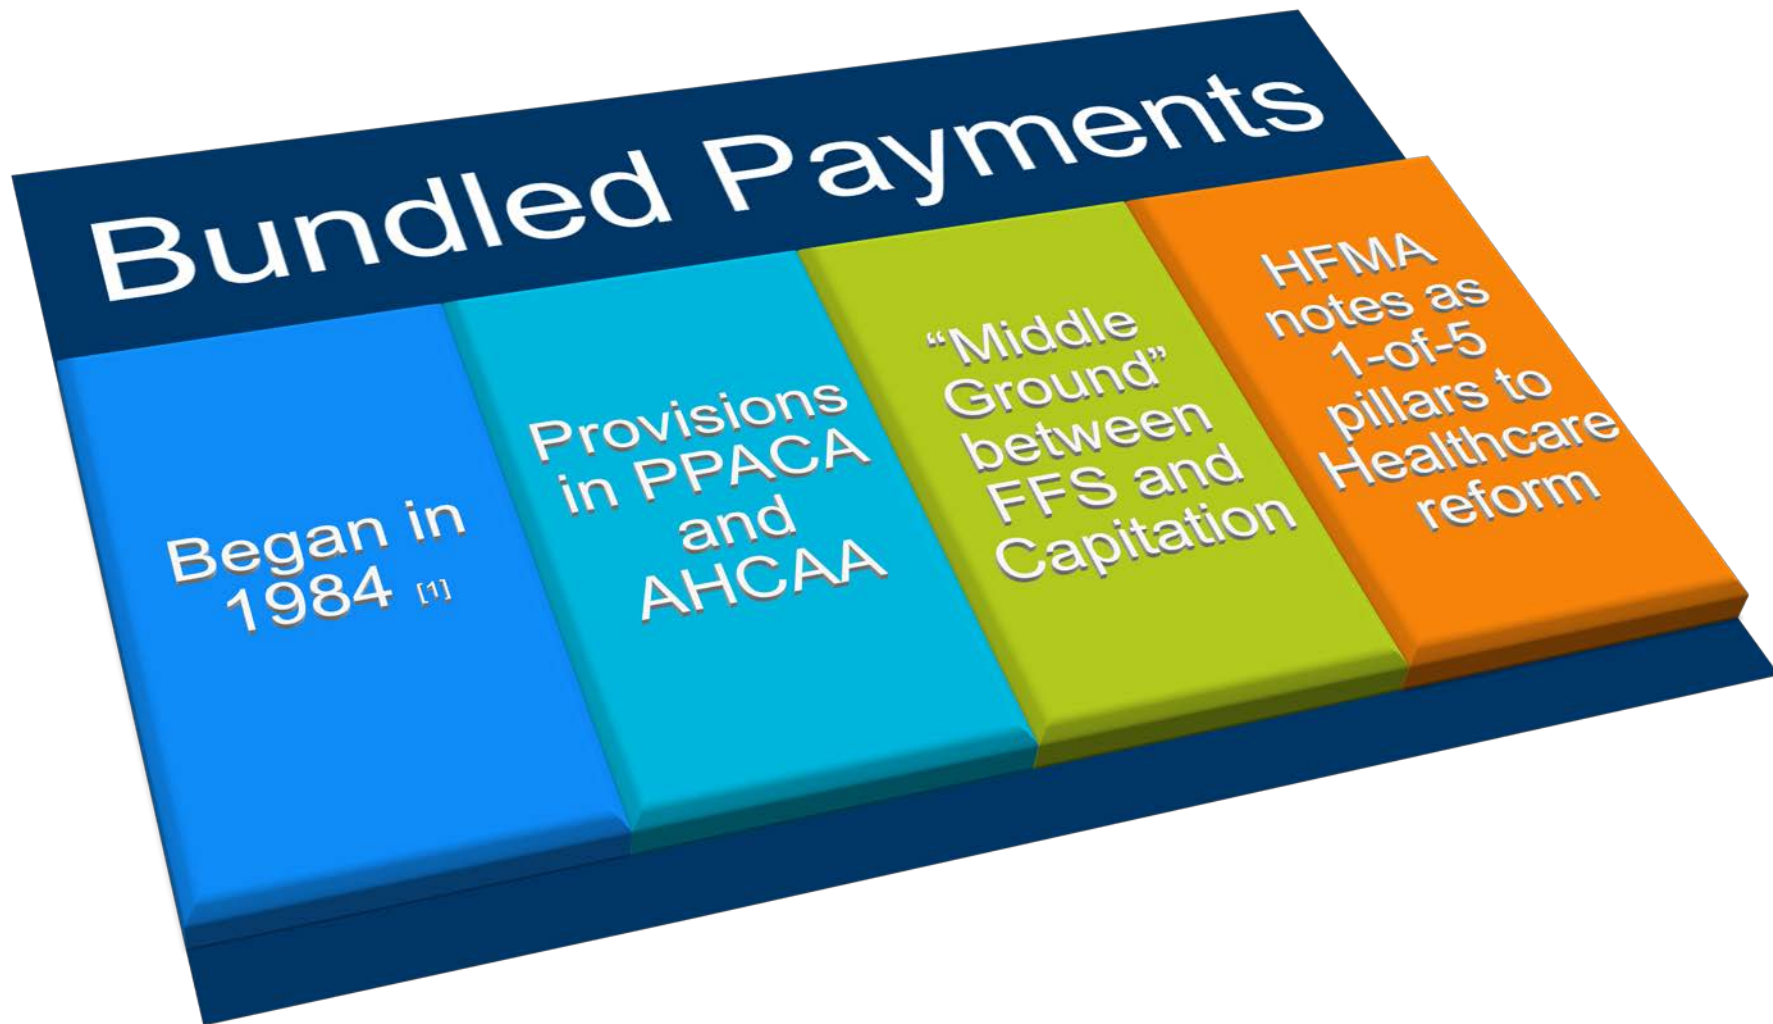 Bundled Payments
Began in
1984 [1]
Provisions
in PPACA
and
AHCAA
“Middle
Ground”
between
FFS and
Capitation
HFMA
notes as
1-of-5
pillars to
Healthcare
reform